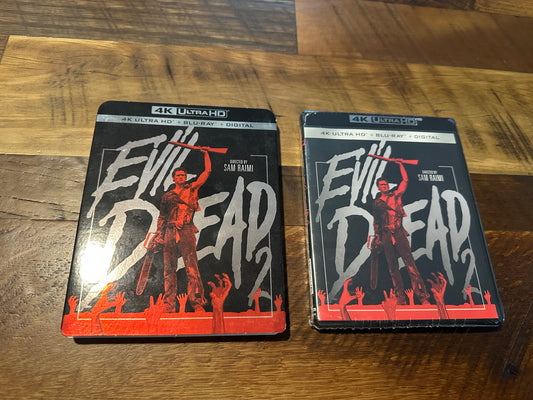 4K ULTRA HD
4K ULTRA HD + BLU-RAY + DIGITAL
EVIL
DIRECTED BY
SAM RAIMI
DEAD
2
4K ULTRA HD
4K ULTRA HD + BLU-RAY + DIGITAL
EVIL
DIRECTED BY
SAM RAIMI
DEAD
2